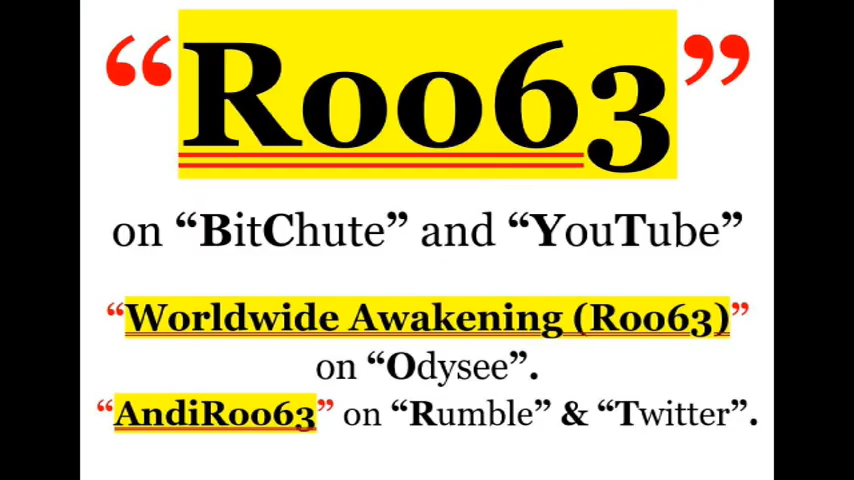 “Roo63”
on “BitChute” and “YouTube”
“Worldwide Awakening (Roo63)”
on “Odysee”.
“AndiRoo63” on “Rumble” & “Twitter”.